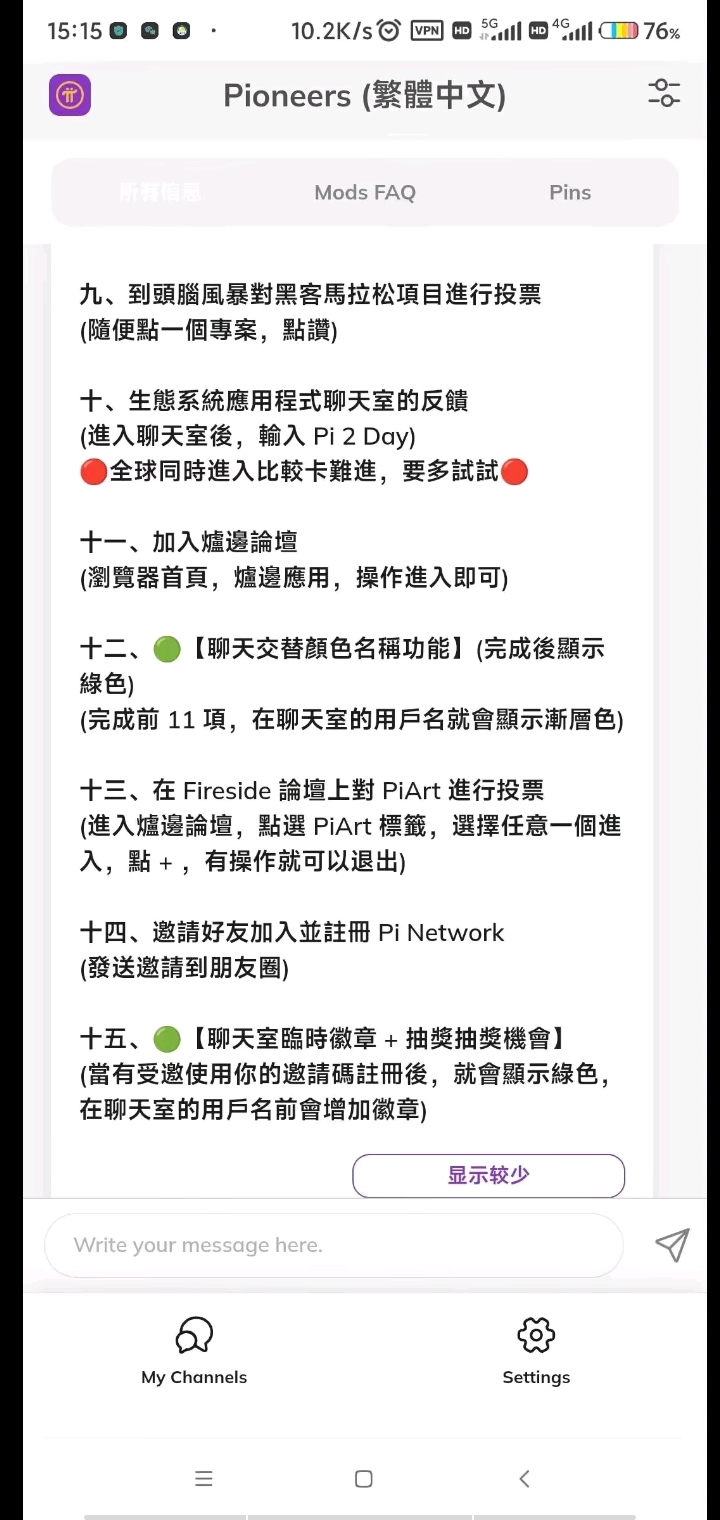 15:15 10.2K/s VPN HD 5G HD 4G 76%
Pioneers (繁體中文)
所有信息 Mods FAQ Pins
九、到頭腦風暴對黑客馬拉松項目進行投票
(隨便點一個專案，點讚)
十、生態系統應用程式聊天室的反饋
(進入聊天室後，輸入 Pi 2 Day)
🔴全球同時進入比較卡難進，要多試試🔴
十一、加入爐邊論壇
(瀏覽器首頁，爐邊應用，操作進入即可)
十二、🟢【聊天交替顏色名稱功能】(完成後顯示
綠色)
(完成前 11 項，在聊天室的用戶名就會顯示漸層色)
十三、在 Fireside 論壇上對 PiArt 進行投票
(進入爐邊論壇，點選 PiArt 標籤，選擇任意一個進
入，點 + ，有操作就可以退出)
十四、邀請好友加入並註冊 Pi Network
(發送邀請到朋友圈)
十五、🟢【聊天室臨時徽章 + 抽獎抽獎機會】
(當有受邀使用你的邀請碼註冊後，就會顯示綠色，
在聊天室的用戶名前會增加徽章)
显示较少
Write your message here.
My Channels Settings